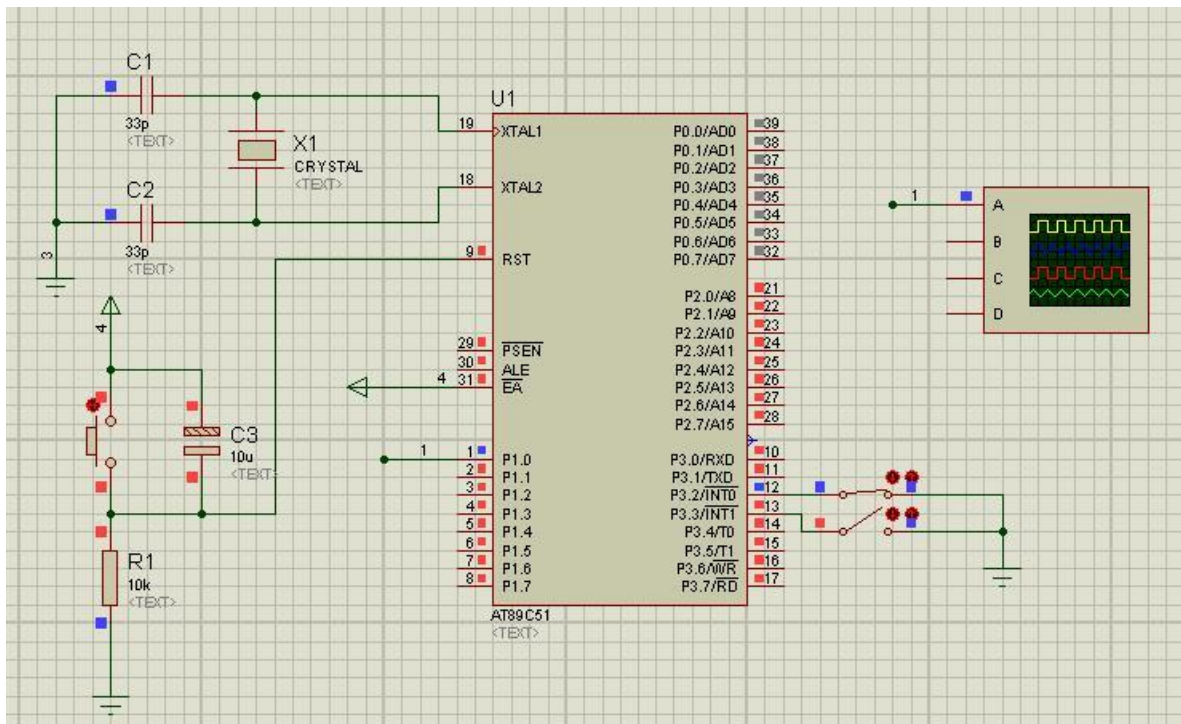 C1
33p
<TEXT>
X1
CRYSTAL
<TEXT>
C2
33p
<TEXT>
3
4
C3
10u
<TEXT>
R1
10k
<TEXT>
U1
19 XTAL1
18 XTAL2
9 RST
29 PSEN
30 ALE
4 31 EA
1 1 P1.0
2 P1.1
3 P1.2
4 P1.3
5 P1.4
6 P1.5
7 P1.6
8 P1.7
P0.0/AD0 39
P0.1/AD1 38
P0.2/AD2 37
P0.3/AD3 36
P0.4/AD4 35
P0.5/AD5 34
P0.6/AD6 33
P0.7/AD7 32
P2.0/A8 21
P2.1/A9 22
P2.2/A10 23
P2.3/A11 24
P2.4/A12 25
P2.5/A13 26
P2.6/A14 27
P2.7/A15 28
P3.0/RXD 10
P3.1/TXD 11
P3.2/INT0 12
P3.3/INT1 13
P3.4/T0 14
P3.5/T1 15
P3.6/WR 16
P3.7/RD 17
AT89C51
<TEXT>
1 A
B
C
D